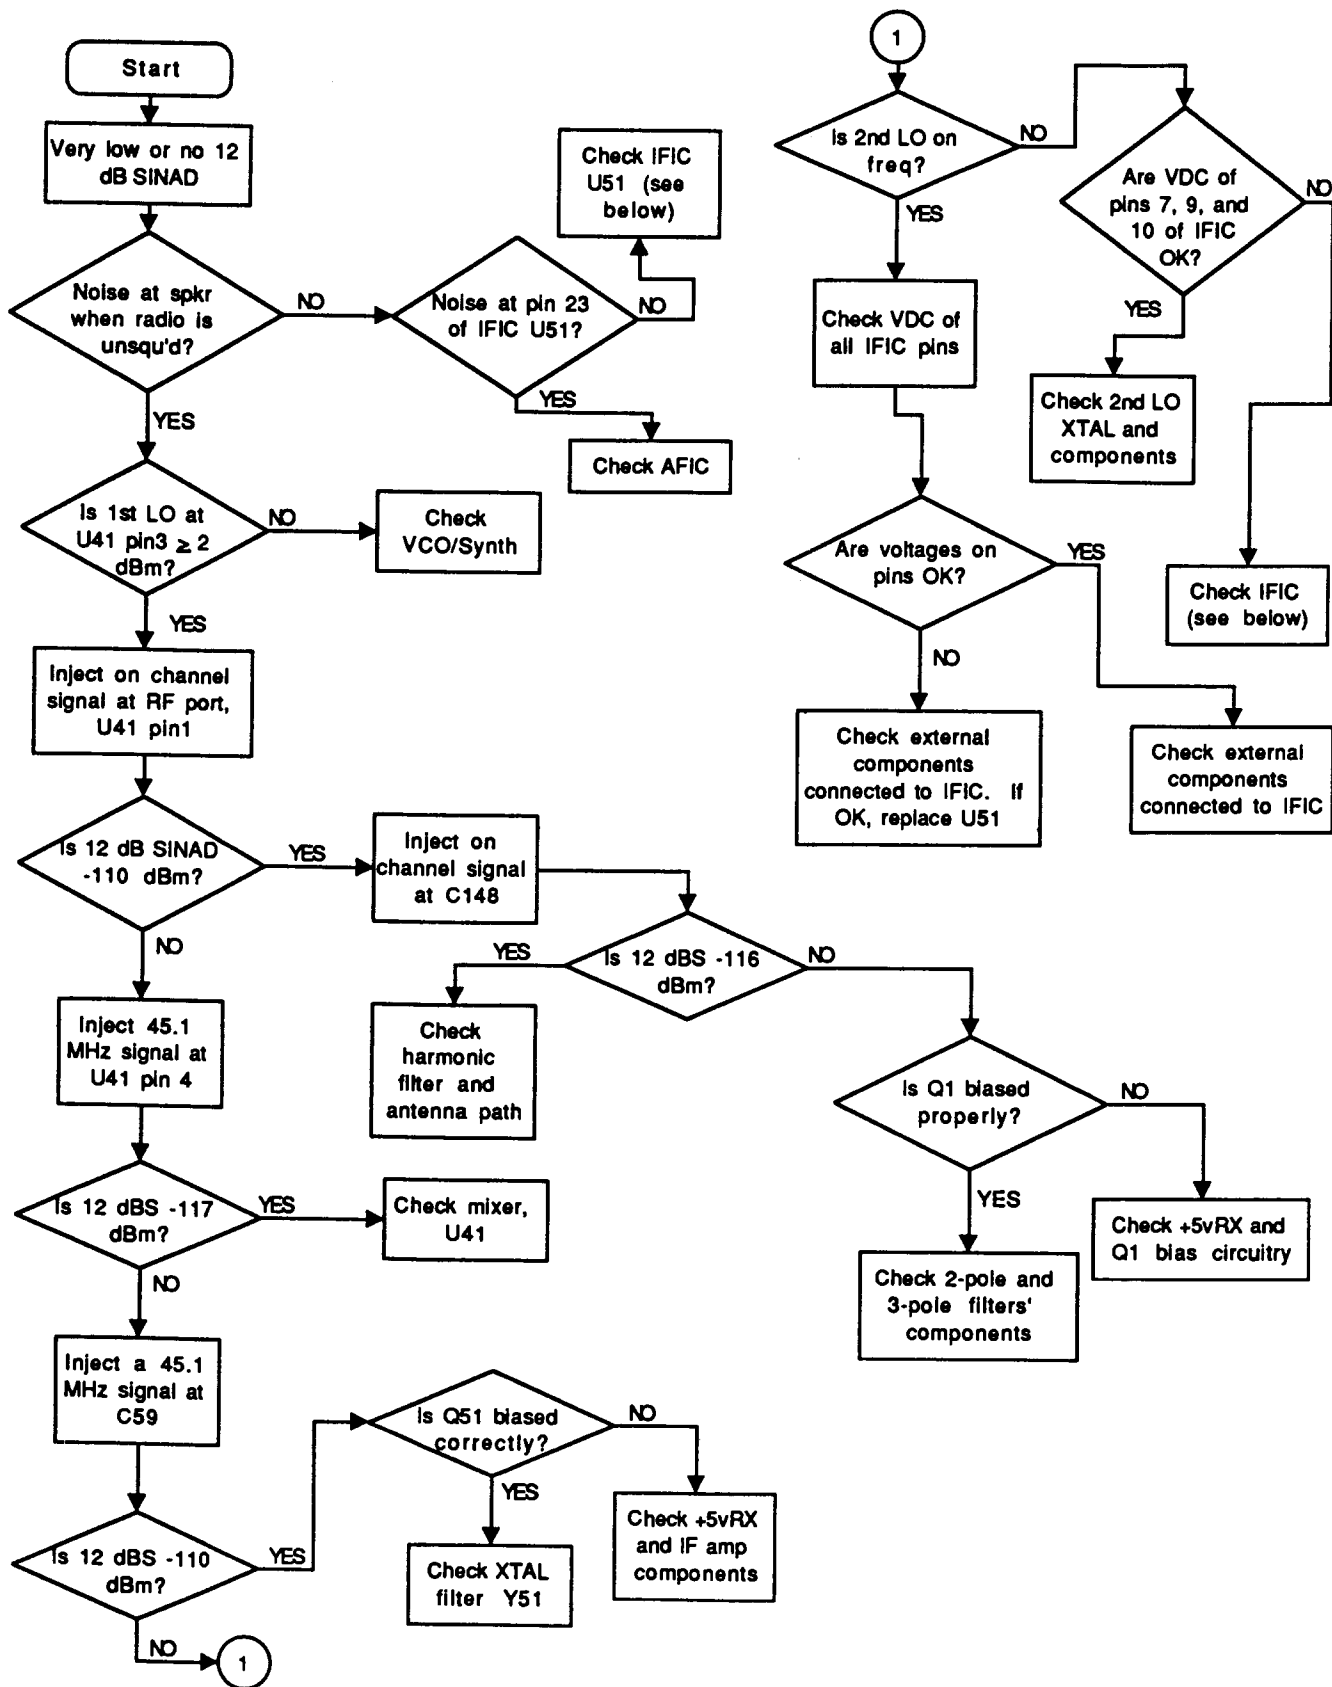 Start
Very low or no 12
dB SINAD
Noise at spkr
when radio is
unsqu'd?
NO
Noise at pin 23
of IFIC U51?
NO
Check IFIC
U51 (see
below)
YES
Check AFIC
YES
Is 1st LO at
U41 pin3 ≥ 2
dBm?
NO
Check
VCO/Synth
YES
Inject on channel
signal at RF port,
U41 pin1
Is 12 dB SINAD
-110 dBm?
YES
Inject on
channel signal
at C148
Is 12 dBS -116
dBm?
YES
Check
harmonic
filter and
antenna path
NO
Is Q1 biased
properly?
NO
Check +5vRX and
Q1 bias circuitry
YES
Check 2-pole and
3-pole filters'
components
NO
Inject 45.1
MHz signal at
U41 pin 4
Is 12 dBS -117
dBm?
YES
Check mixer,
U41
NO
Inject a 45.1
MHz signal at
C59
Is 12 dBS -110
dBm?
YES
Is Q51 biased
correctly?
NO
Check +5vRX
and IF amp
components
YES
Check XTAL
filter Y51
NO
1
1
Is 2nd LO on
freq?
NO
Are VDC of
pins 7, 9, and
10 of IFIC
OK?
NO
YES
Check 2nd LO
XTAL and
components
Check IFIC
(see below)
YES
Check VDC of
all IFIC pins
Are voltages on
pins OK?
YES
Check external
components
connected to IFIC
NO
Check external
components
connected to IFIC. If
OK, replace U51